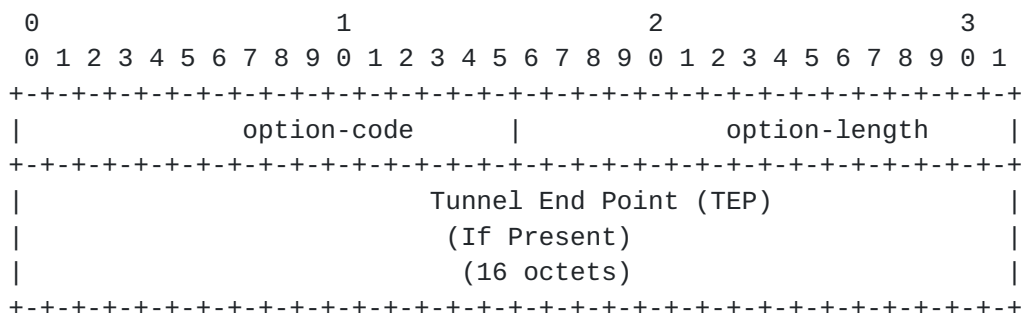 0                   1                   2                   3
 0 1 2 3 4 5 6 7 8 9 0 1 2 3 4 5 6 7 8 9 0 1 2 3 4 5 6 7 8 9 0 1
+-+-+-+-+-+-+-+-+-+-+-+-+-+-+-+-+-+-+-+-+-+-+-+-+-+-+-+-+-+-+-+-+
|              option-code      |             option-length     |
+-+-+-+-+-+-+-+-+-+-+-+-+-+-+-+-+-+-+-+-+-+-+-+-+-+-+-+-+-+-+-+-+
|                          Tunnel End Point (TEP)               |
|                           (If Present)                        |
|                            (16 octets)                        |
+-+-+-+-+-+-+-+-+-+-+-+-+-+-+-+-+-+-+-+-+-+-+-+-+-+-+-+-+-+-+-+-+